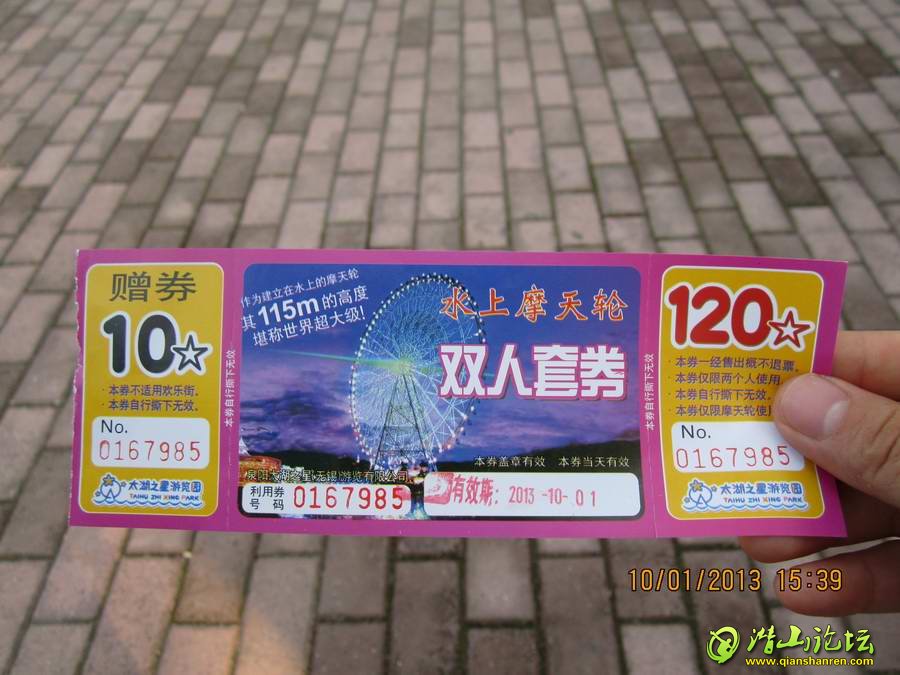 赠券
10☆
·本券不适用欢乐街。
·本券自行撕下无效。
No.
0167985
太湖之星游览园
TAIHU ZHI XING PARK
本券自行撕下无效
作为建立在水上的摩天轮
其115m的高度
堪称世界超大级!
水上摩天轮
双人套券
本券盖章有效 本券当天有效
利用券
号 码
0167985
有效期: 2013-10-01
本券自行撕下无效
120☆
·本券一经售出概不退票。
·本券仅限两个人使用
·本券自行撕下无效。
·本券仅限摩天轮使
No.
0167985
太湖之星游览园
TAIHU ZHI XING PARK
10/01/2013 15:39
潜山论坛
www.qianshanren.com